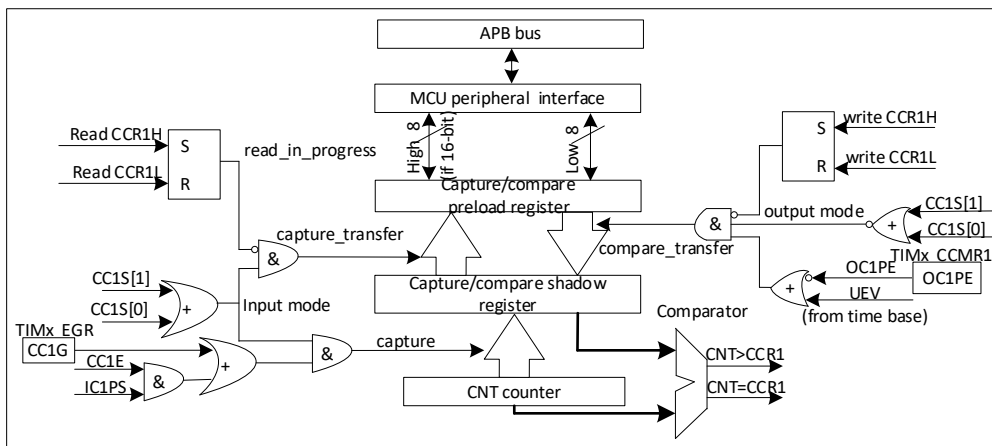 APB bus
MCU peripheral interface
Read CCR1H
S
read_in_progress
Read CCR1L
R
High 8
(if 16-bit)
Low 8
S
write CCR1H
R
write CCR1L
Capture/compare
preload register
capture_transfer
&
compare_transfer
&
output mode
+
CC1S[1]
CC1S[0]
TIMx_CCMR1
OC1PE
OC1PE
+
UEV
(from time base)
CC1S[1]
CC1S[0]
+
Input mode
Capture/compare shadow
register
Comparator
TIMx_EGR
CC1G
CC1E
IC1PS
&
+
&
capture
CNT counter
CNT>CCR1
CNT=CCR1